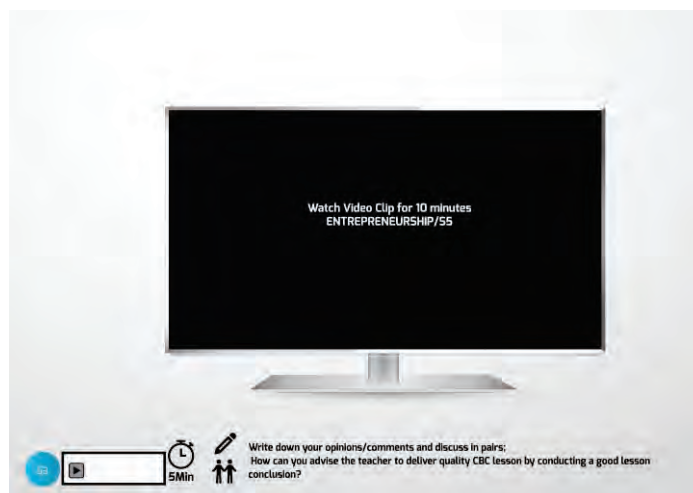 Watch Video Clip for 10 minutes
ENTREPRENEURSHIP/S5
5Min
Write down your opinions/comments and discuss in pairs;
How can you advise the teacher to deliver quality CBC lesson by conducting a good lesson
conclusion?